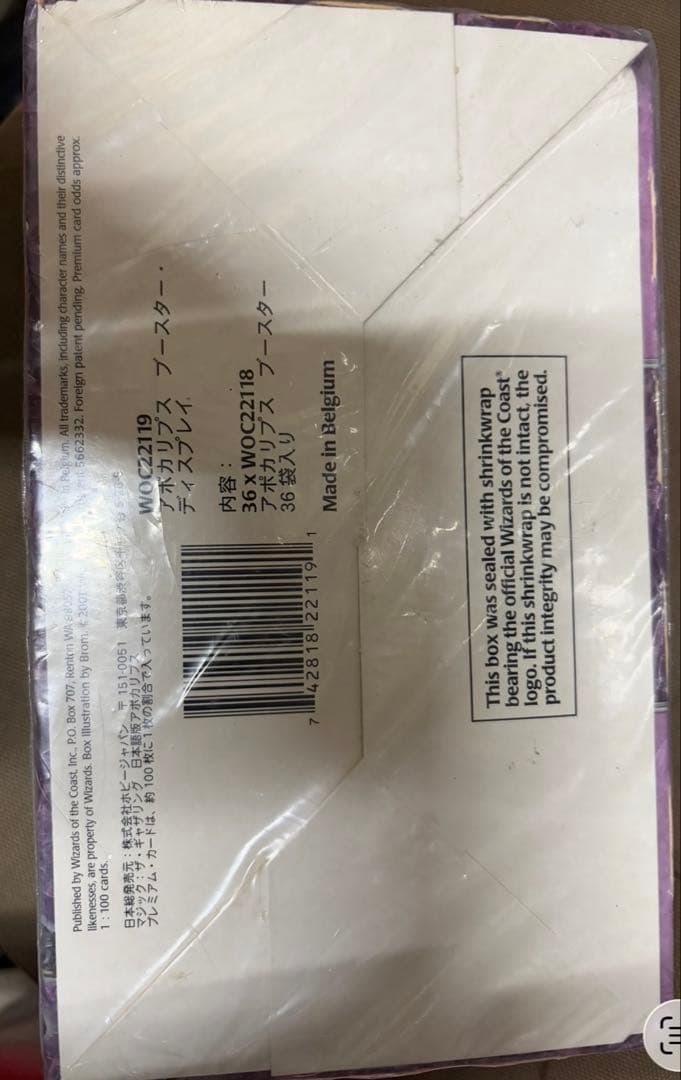 Published by Wizards of the Coast, Inc., P.O. Box 707, Renton WA Belgium. All trademarks, including character names and their distinctive
likenesses, are property of Wizards. Box Illustration by Brom. 5662332. Foreign patent pending. Premium card odds approx.
1 : 100 cards.
日本総発売元：株式会社ホビージャパン 〒151-0051 東京都渋谷区
マジック：ザ・ギャザリング 日本語版アポカリプス
プレミアム・カードは、約100枚に1枚の割合で入っています。
WOC22119
アポカリプス ブースター・
ディスプレイ
内容：
36 x WOC22118
アポカリプス ブースター
36袋入り
Made in Belgium
7 42818 22119 1
This box was sealed with shrinkwrap
bearing the official Wizards of the Coast®
logo. If this shrinkwrap is not intact, the
product integrity may be compromised.